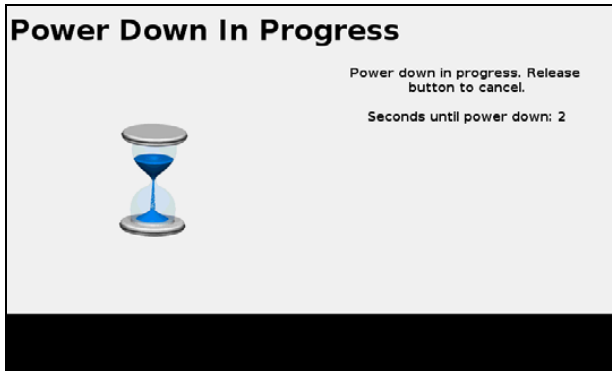 Power Down In Progress
Power down in progress. Release
button to cancel.
Seconds until power down: 2